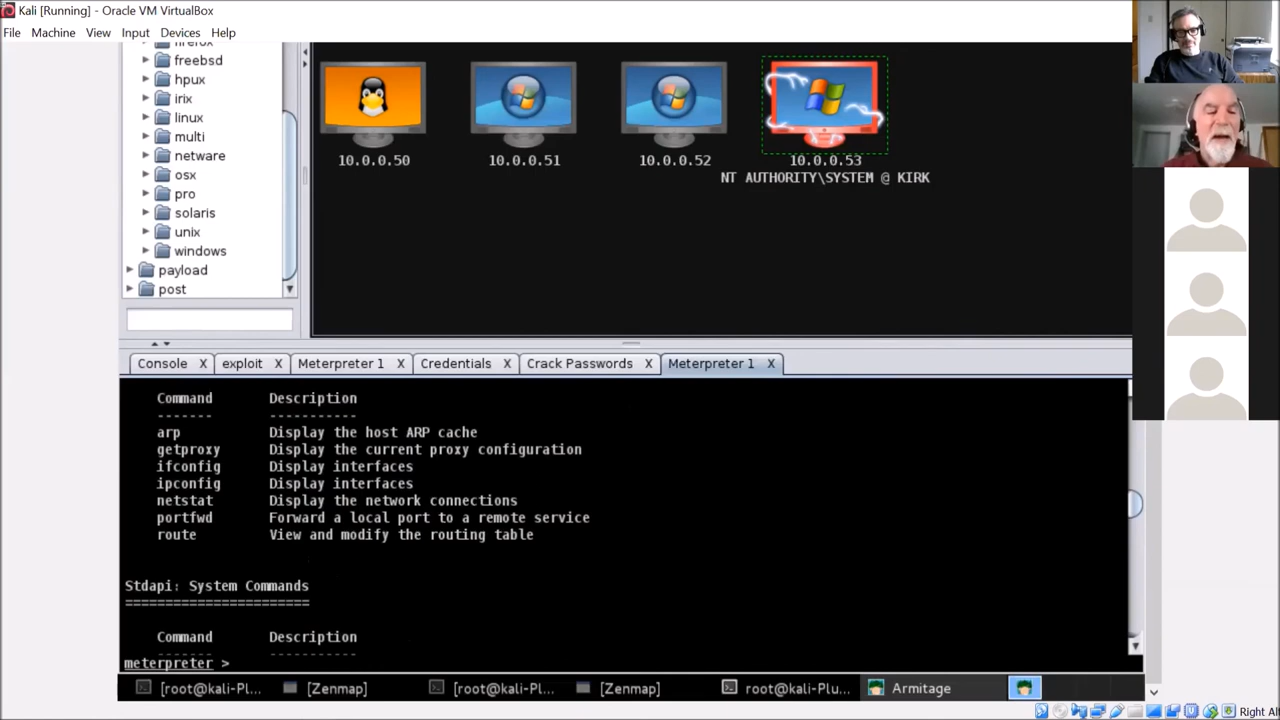 Kali [Running] - Oracle VM VirtualBox
File Machine View Input Devices Help
firefox
freebsd
hpux
irix
linux
multi
netware
osx
pro
solaris
unix
windows
payload
post
10.0.0.50
10.0.0.51
10.0.0.52
10.0.0.53
NT AUTHORITY\SYSTEM @ KIRK
Console X exploit X Meterpreter 1 X Credentials X Crack Passwords X Meterpreter 1 X
Command Description
------- -----------
arp Display the host ARP cache
getproxy Display the current proxy configuration
ifconfig Display interfaces
ipconfig Display interfaces
netstat Display the network connections
portfwd Forward a local port to a remote service
route View and modify the routing table
Stdapi: System Commands
=======================
Command Description
------- -----------
meterpreter >
[root@kali-Pl... [Zenmap] [root@kali-Pl... [Zenmap] root@kali-Plu... Armitage
Right Al